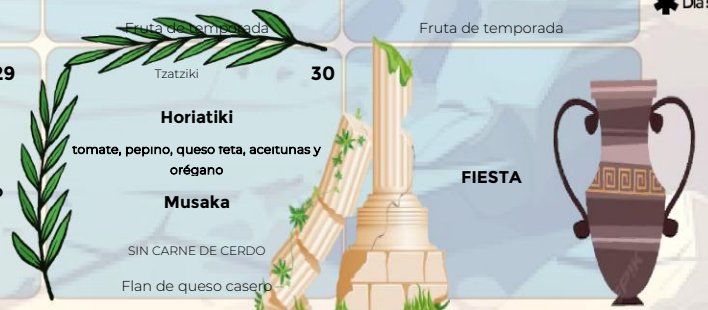 Fruta de temporada
Fruta de temporada
Día
29
Tzatziki
30
Horiatiki
tomate, pepino, queso feta, aceitunas y
orégano
Musaka
FIESTA
SIN CARNE DE CERDO
Flan de queso casero